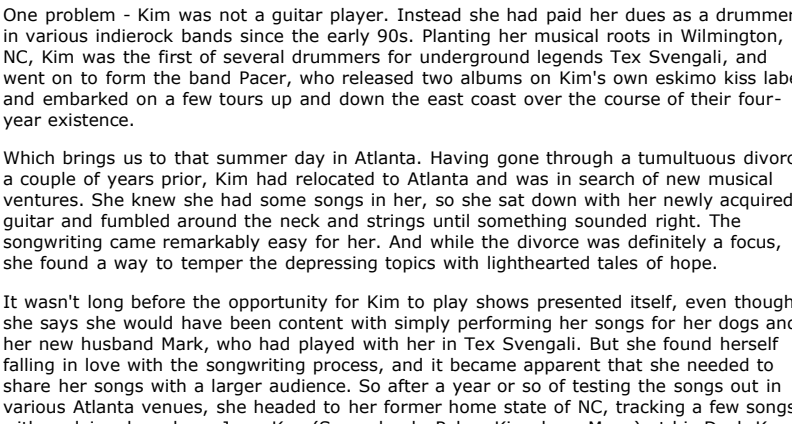 One problem - Kim was not a guitar player. Instead she had paid her dues as a drummer
in various indierock bands since the early 90s. Planting her musical roots in Wilmington,
NC, Kim was the first of several drummers for underground legends Tex Svengali, and
went on to form the band Pacer, who released two albums on Kim's own eskimo kiss labe
and embarked on a few tours up and down the east coast over the course of their four-
year existence.
Which brings us to that summer day in Atlanta. Having gone through a tumultuous divorc
a couple of years prior, Kim had relocated to Atlanta and was in search of new musical
ventures. She knew she had some songs in her, so she sat down with her newly acquired
guitar and fumbled around the neck and strings until something sounded right. The
songwriting came remarkably easy for her. And while the divorce was definitely a focus,
she found a way to temper the depressing topics with lighthearted tales of hope.
It wasn't long before the opportunity for Kim to play shows presented itself, even though
she says she would have been content with simply performing her songs for her dogs and
her new husband Mark, who had played with her in Tex Svengali. But she found herself
falling in love with the songwriting process, and it became apparent that she needed to
share her songs with a larger audience. So after a year or so of testing the songs out in
various Atlanta venues, she headed to her former home state of NC, tracking a few songs